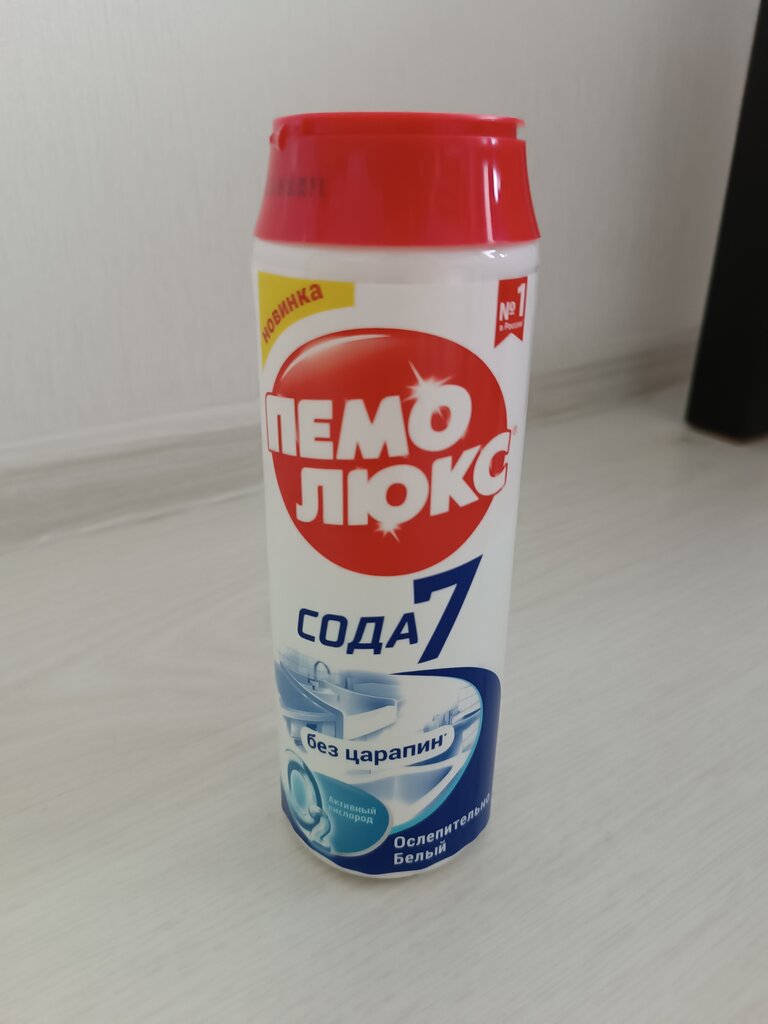 новинка
№1
в России
ПЕМО
ЛЮКС®
СОДА 7
без царапин*
Активный
кислород
Ослепительно
Белый